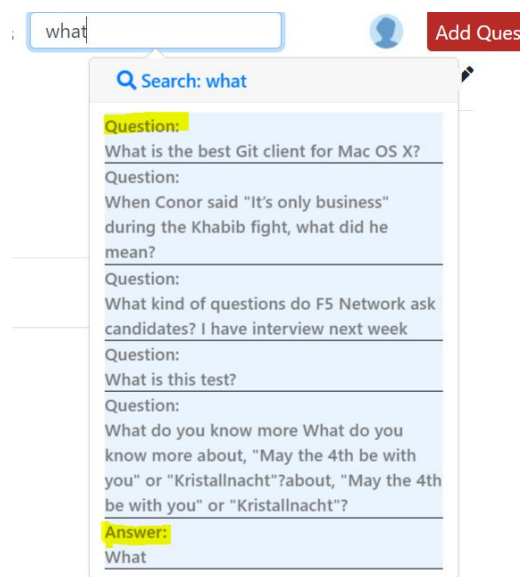 what
Add Ques
Search: what
Question:
What is the best Git client for Mac OS X?
Question:
When Conor said "It's only business"
during the Khabib fight, what did he
mean?
Question:
What kind of questions do F5 Network ask
candidates? I have interview next week
Question:
What is this test?
Question:
What do you know more What do you
know more about, "May the 4th be with
you" or "Kristallnacht"?about, "May the 4th
be with you" or "Kristallnacht"?
Answer:
What